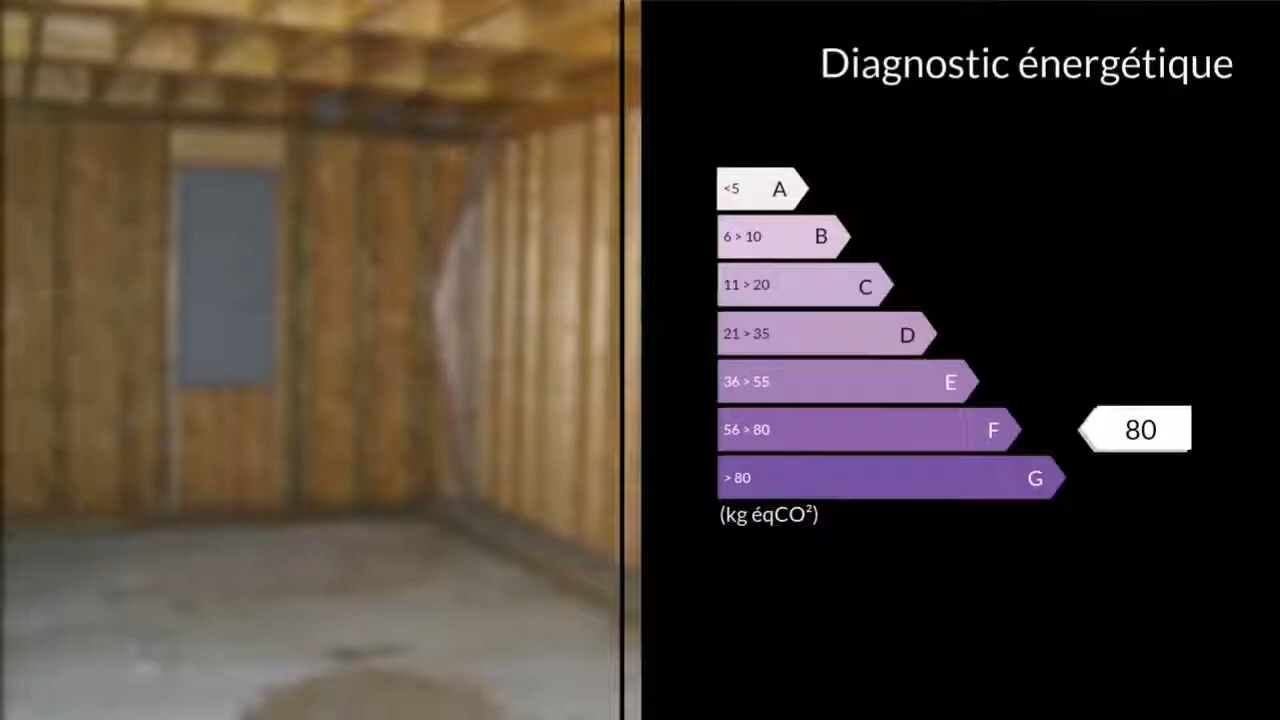 Diagnostic énergétique
<5 A
6 > 10 B
11 > 20 C
21 > 35 D
36 > 55 E
56 > 80 F
80
> 80 G
(kg éqCO²)